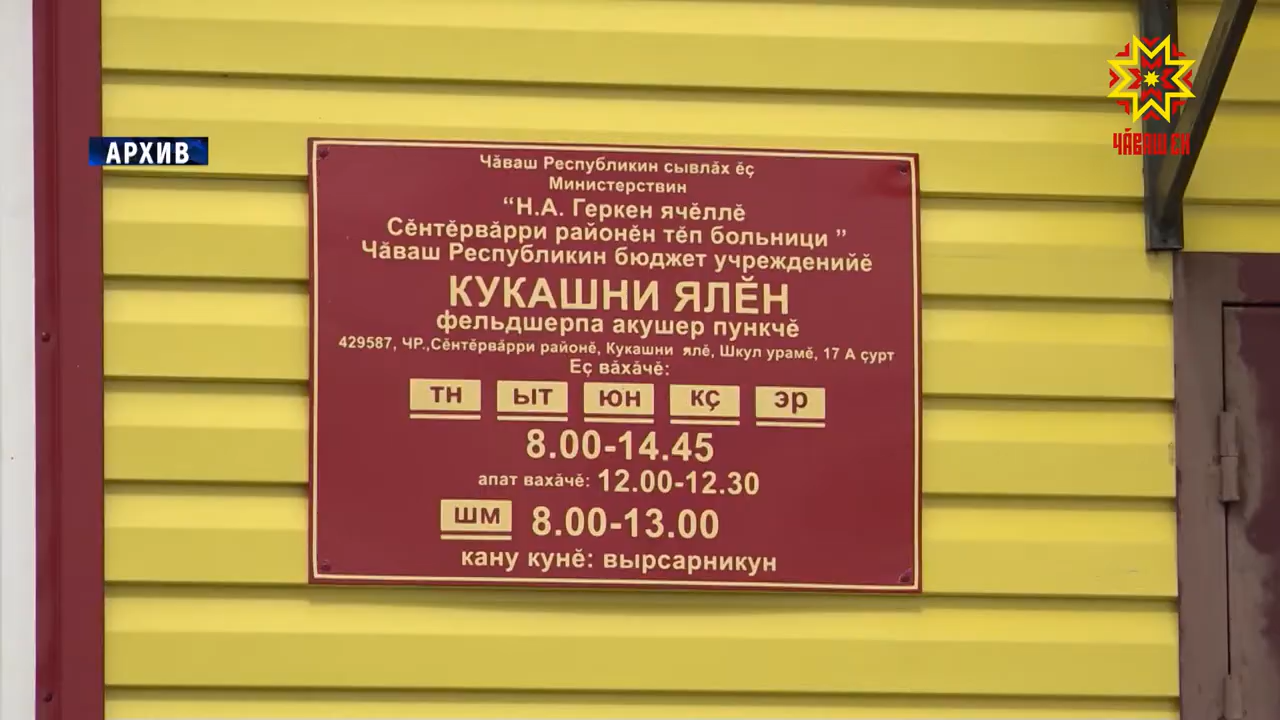 АРХИВ
ЧӐВАШ ЕН
Чӑваш Республикин сывлӑх ӗҫ
Министерствин
“Н.А. Геркен ячӗллӗ
Сӗнтӗрвӑрри районӗн тӗп больници ”
Чӑваш Республикин бюджет учрежденийӗ
КУКАШНИ ЯЛӖН
фельдшерпа акушер пункчӗ
429587, ЧР.,Сӗнтӗрвӑрри районӗ, Кукашни ялӗ, Шкул урамӗ, 17 А ҫурт
Еҫ вӑхӑчӗ:
тн ыт юн кҫ эр
8.00-14.45
апат вахӑчӗ: 12.00-12.30
шм 8.00-13.00
кану кунӗ: вырсарникун